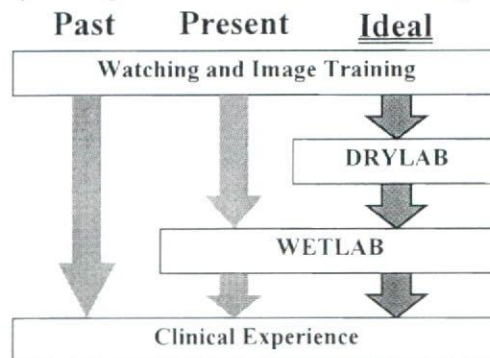 Past Present Ideal
Watching and Image Training
DRYLAB
WETLAB
Clinical Experience